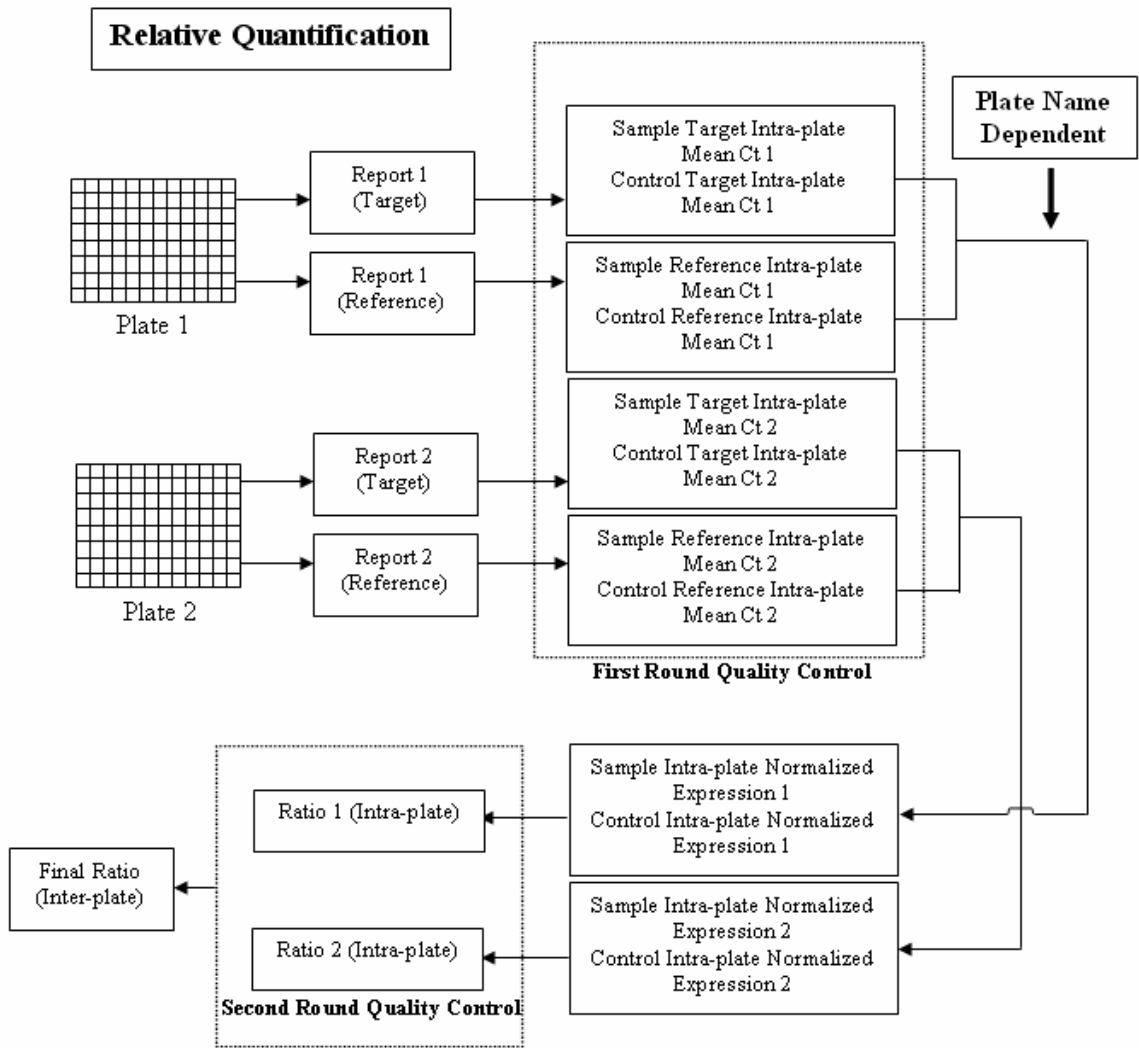 Relative Quantification
Plate Name
Dependent
Sample Target Intra-plate
Mean Ct 1
Control Target Intra-plate
Mean Ct 1
Report 1
(Target)
Report 1
(Reference)
Sample Reference Intra-plate
Mean Ct 1
Control Reference Intra-plate
Mean Ct 1
Plate 1
Sample Target Intra-plate
Mean Ct 2
Control Target Intra-plate
Mean Ct 2
Report 2
(Target)
Report 2
(Reference)
Sample Reference Intra-plate
Mean Ct 2
Control Reference Intra-plate
Mean Ct 2
Plate 2
First Round Quality Control
Sample Intra-plate Normalized
Expression 1
Control Intra-plate Normalized
Expression 1
Ratio 1 (Intra-plate)
Final Ratio
(Inter-plate)
Sample Intra-plate Normalized
Expression 2
Control Intra-plate Normalized
Expression 2
Ratio 2 (Intra-plate)
Second Round Quality Control